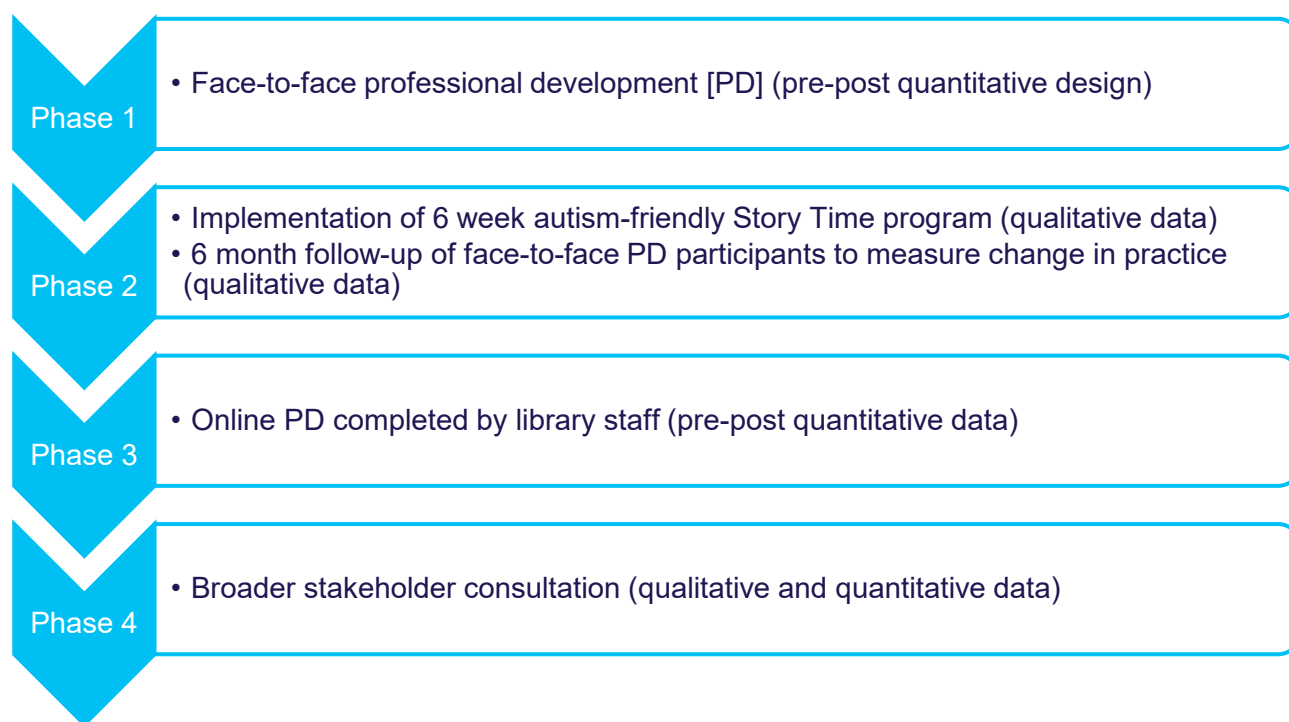 Phase 1
• Face-to-face professional development [PD] (pre-post quantitative design)
Phase 2
• Implementation of 6 week autism-friendly Story Time program (qualitative data)
• 6 month follow-up of face-to-face PD participants to measure change in practice
(qualitative data)
Phase 3
• Online PD completed by library staff (pre-post quantitative data)
Phase 4
• Broader stakeholder consultation (qualitative and quantitative data)